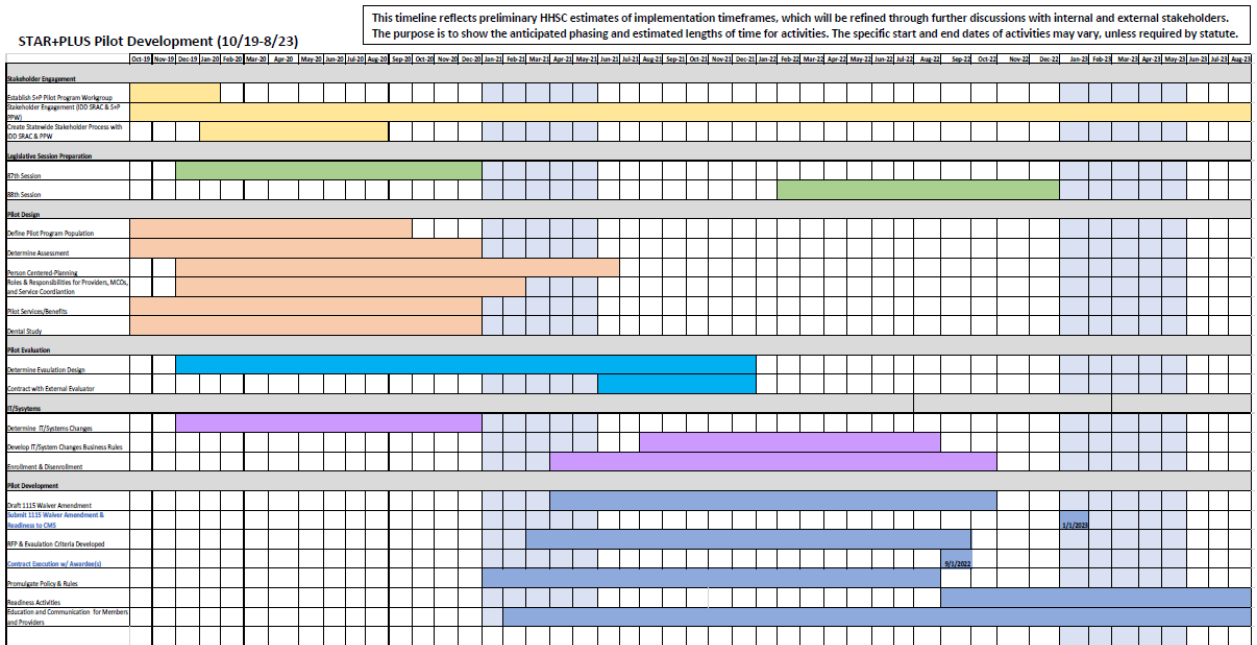 This timeline reflects preliminary HHSC estimates of implementation timeframes, which will be refined through further discussions with internal and external stakeholders.
The purpose is to show the anticipated phasing and estimated lengths of time for activities. The specific start and end dates of activities may vary, unless required by statute.
STAR+PLUS Pilot Development (10/19-8/23)
Oct-19 Nov-19 Dec-19 Jan-20 Feb-20 Mar-20 Apr-20 May-20 Jun-20 Jul-20 Aug-20 Sep-20 Oct-20 Nov-20 Dec-20 Jan-21 Feb-21 Mar-21 Apr-21 May-21 Jun-21 Jul-21 Aug-21 Sep-21 Oct-21 Nov-21 Dec-21 Jan-22 Feb-22 Mar-22 Apr-22 May-22 Jun-22 Jul-22 Aug-22 Sep-22 Oct-22 Nov-22 Dec-22 Jan-23 Feb-23 Mar-23 Apr-23 May-23 Jun-23 Jul-23 Aug-23
Stakeholder Engagement
Establish S+P Pilot Program Workgroup
Stakeholder Engagement (IDD SRAC & S+P
PPW)
Create Statewide Stakeholder Process with
IDD SRAC & PPW
Legislative Session Preparation
87th Session
88th Session
Pilot Design
Define Pilot Program Population
Determine Assessment
Person Centered-Planning
Roles & Responsibilities for Providers, MCOs,
and Service Coordiantion
Pilot Services/Benefits
Dental Study
Pilot Evaluation
Determine Evaulation Design
Contract with External Evaluator
IT/Sysytems
Determine IT/Systems Changes
Develop IT/System Changes Business Rules
Enrollment & Disenrollment
Pilot Development
Draft 1115 Waiver Amendment
Submit 1115 Waiver Amendment &
Readiness to CMS
1/1/2023
RFP & Evaulation Criteria Developed
Contract Execution w/ Awardee(s)
9/1/2022
Promulgate Policy & Rules
Readiness Activities
Education and Communication for Members
and Providers